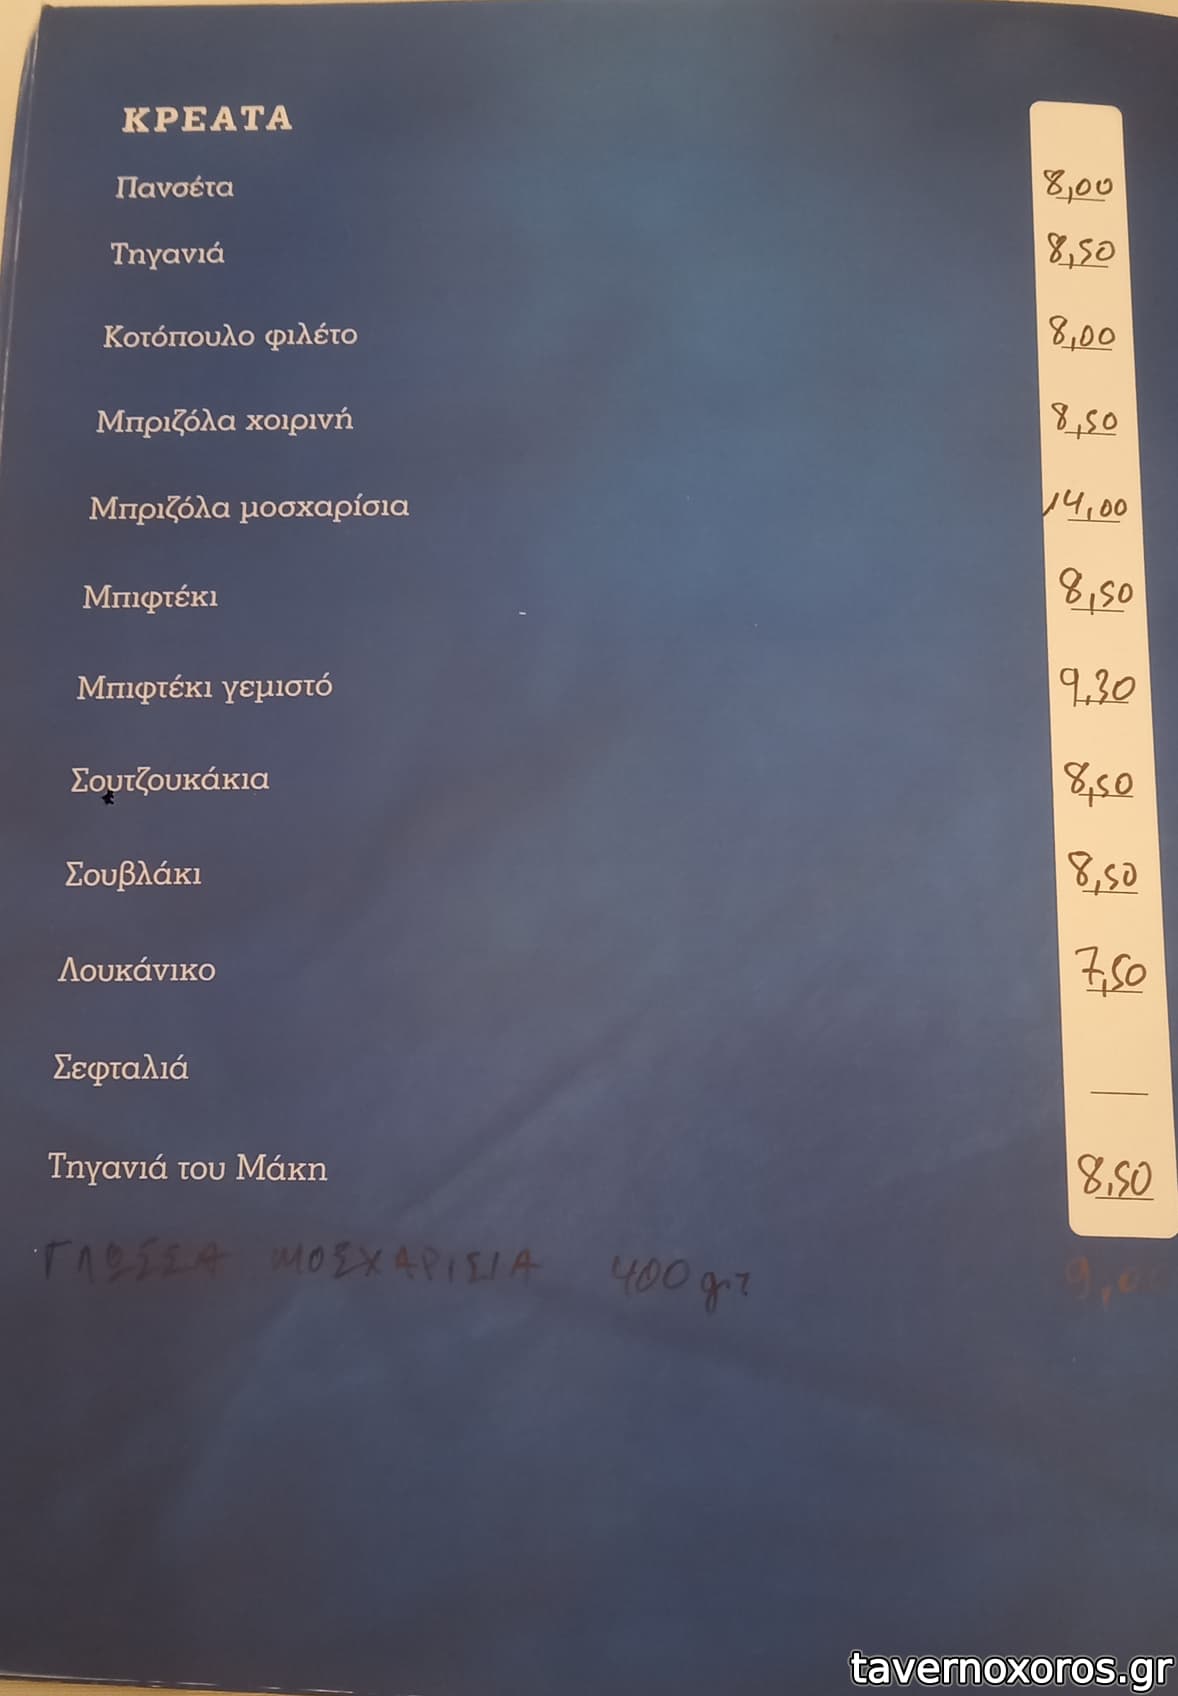 ΚΡΕΑΤΑ
Πανσέτα 8,00
Τηγανιά 8,50
Κοτόπουλο φιλέτο 8,00
Μπριζόλα χοιρινή 8,50
Μπριζόλα μοσχαρίσια 14,00
Μπιφτέκι 8,50
Μπιφτέκι γεμιστό 9,30
Σουτζουκάκια 8,50
Σουβλάκι 8,50
Λουκάνικο 7,50
Σεφταλιά
Τηγανιά του Μάκη 8,50
ΓΛΩΣΣΑ ΜΟΣΧΑΡΙΣΙΑ 400
tavernoxoros.gr